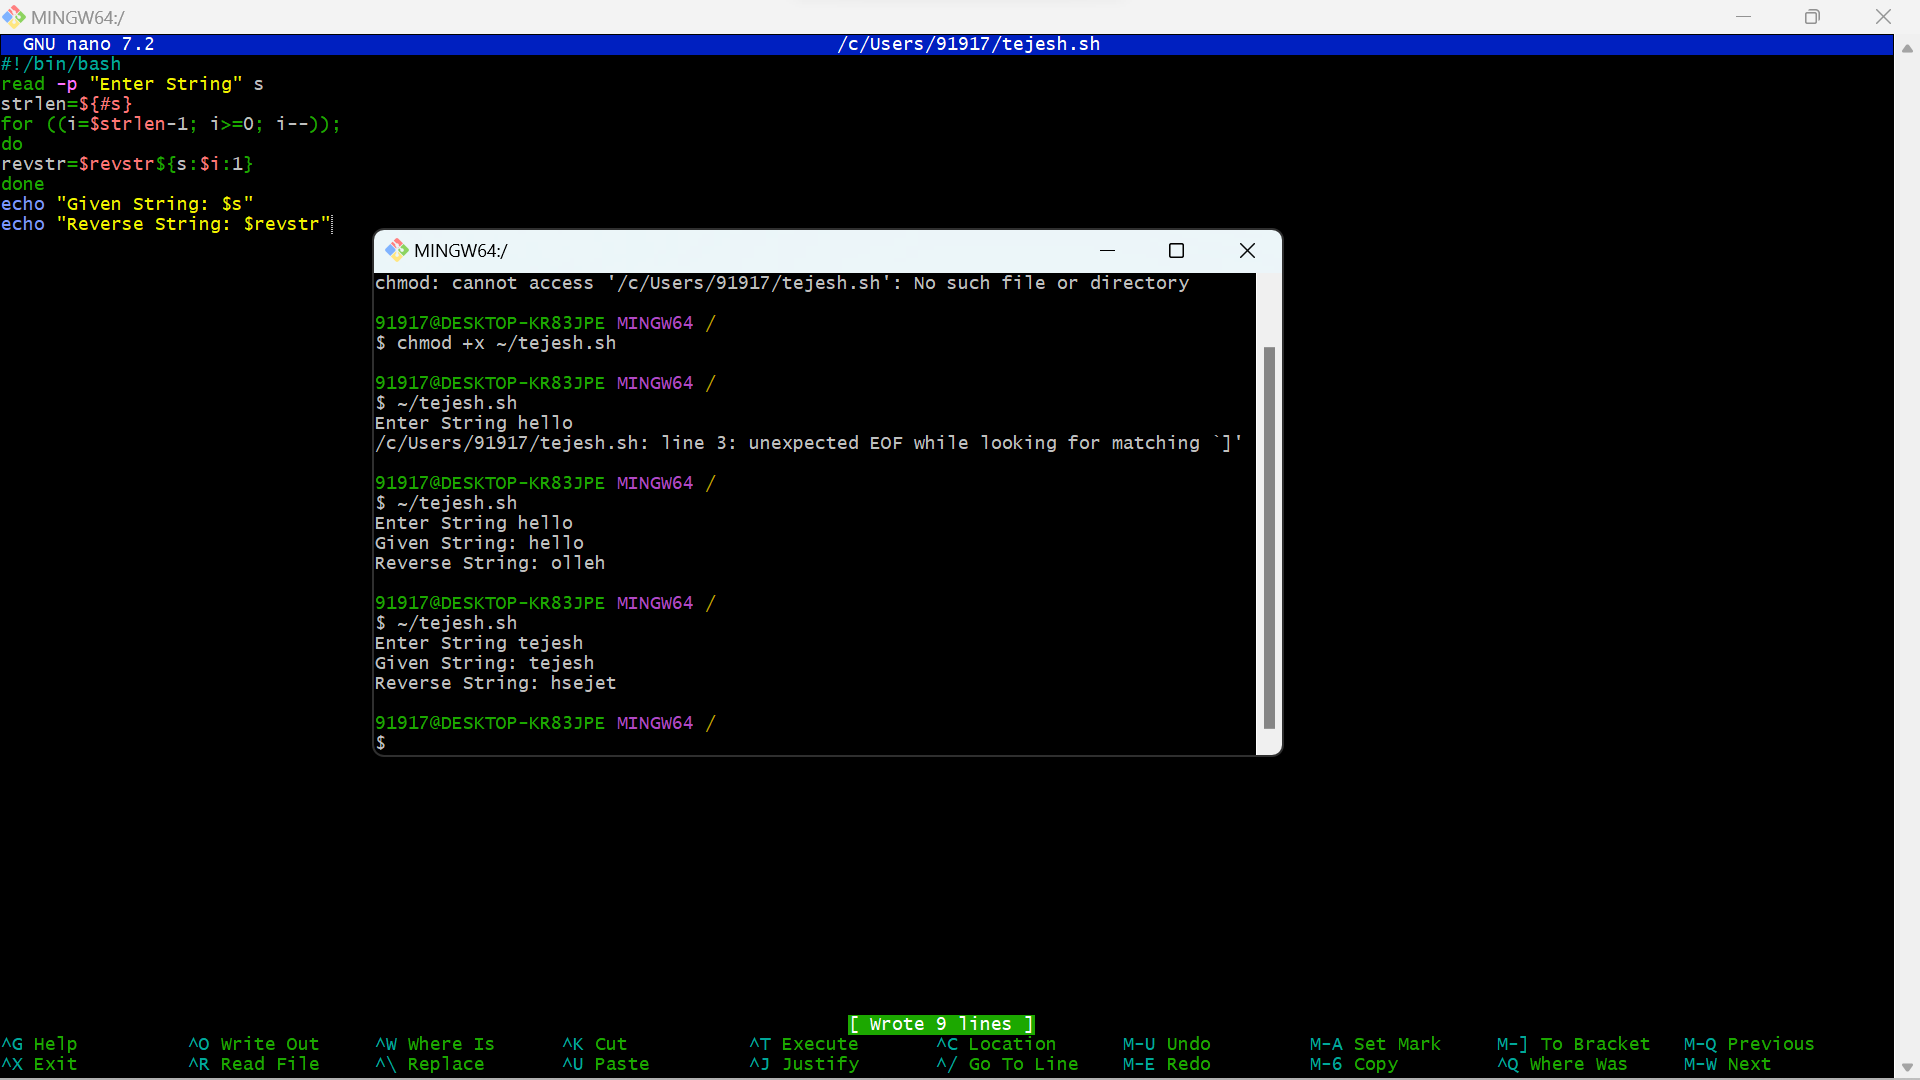 MINGW64:/
GNU nano 7.2 /c/Users/91917/tejesh.sh
#!/bin/bash
read -p "Enter String" s
strlen=${#s}
for ((i=$strlen-1; i>=0; i--));
do
revstr=$revstr${s:$i:1}
done
echo "Given String: $s"
echo "Reverse String: $revstr"
MINGW64:/
chmod: cannot access '/c/Users/91917/tejesh.sh': No such file or directory
91917@DESKTOP-KR83JPE MINGW64 /
$ chmod +x ~/tejesh.sh
91917@DESKTOP-KR83JPE MINGW64 /
$ ~/tejesh.sh
Enter String hello
/c/Users/91917/tejesh.sh: line 3: unexpected EOF while looking for matching `]'
91917@DESKTOP-KR83JPE MINGW64 /
$ ~/tejesh.sh
Enter String hello
Given String: hello
Reverse String: olleh
91917@DESKTOP-KR83JPE MINGW64 /
$ ~/tejesh.sh
Enter String tejesh
Given String: tejesh
Reverse String: hsejet
91917@DESKTOP-KR83JPE MINGW64 /
$
[ Wrote 9 lines ]
^G Help ^O Write Out ^W Where Is ^K Cut ^T Execute ^C Location M-U Undo M-A Set Mark M-] To Bracket M-Q Previous
^X Exit ^R Read File ^\ Replace ^U Paste ^J Justify ^/ Go To Line M-E Redo M-6 Copy ^Q Where Was M-W Next